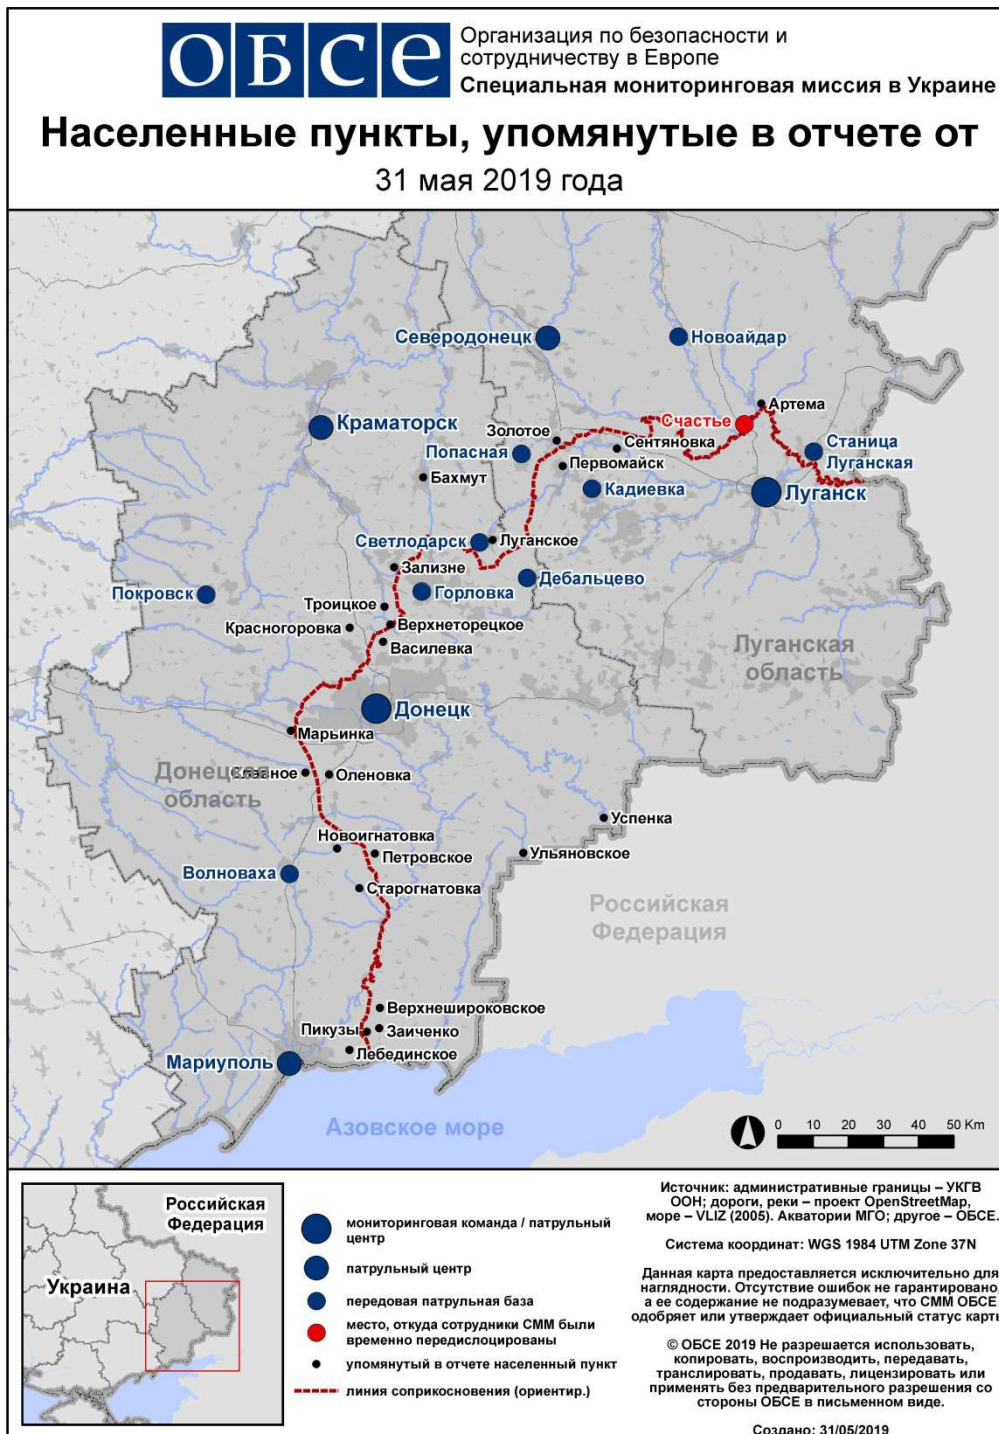 ОБСЕ
Организация по безопасности и
сотрудничеству в Европе
Специальная мониторинговая миссия в Украине
Населенные пункты, упомянутые в отчете от
31 мая 2019 года
Северодонецк
Новоайдар
Артема
Счастье
Краматорск
Золотое
Сентяновка
Станица
Луганская
Попасная
Первомайск
Бахмут
Кадиевка
Луганск
Светлодарск
Луганское
Зализне
Дебальцево
Покровск
Горловка
Троицкое
Красногоровка
Верхнеторецкое
Василевка
Луганская
область
Донецк
Марьинка
Донецкая
область
Оленовка
Успенка
Новоигнатовка
Петровское
Ульяновское
Волноваха
Старогнатовка
Российская
Федерация
Верхнешироковское
Пикузы
Заиченко
Лебединское
Мариуполь
Азовское море
0 10 20 30 40 50 Km
Российская
Федерация
Украина
мониторинговая команда / патрульный
центр
патрульный центр
передовая патрульная база
место, откуда сотрудники СММ были
временно передислоцированы
упомянутый в отчете населенный пункт
линия соприкосновения (ориентир.)
Источник: административные границы – УКГВ
ООН; дороги, реки – проект OpenStreetMap,
море – VLIZ (2005). Акватории МГО; другое – ОБСЕ.
Система координат: WGS 1984 UTM Zone 37N
Данная карта предоставляется исключительно для
наглядности. Отсутствие ошибок не гарантировано,
а ее содержание не подразумевает, что СММ ОБСЕ
одобряет или утверждает официальный статус карты
© ОБСЕ 2019 Не разрешается использовать,
копировать, воспроизводить, передавать,
транслировать, продавать, лицензировать или
применять без предварительного разрешения со
стороны ОБСЕ в письменном виде.
Создано: 31/05/2019